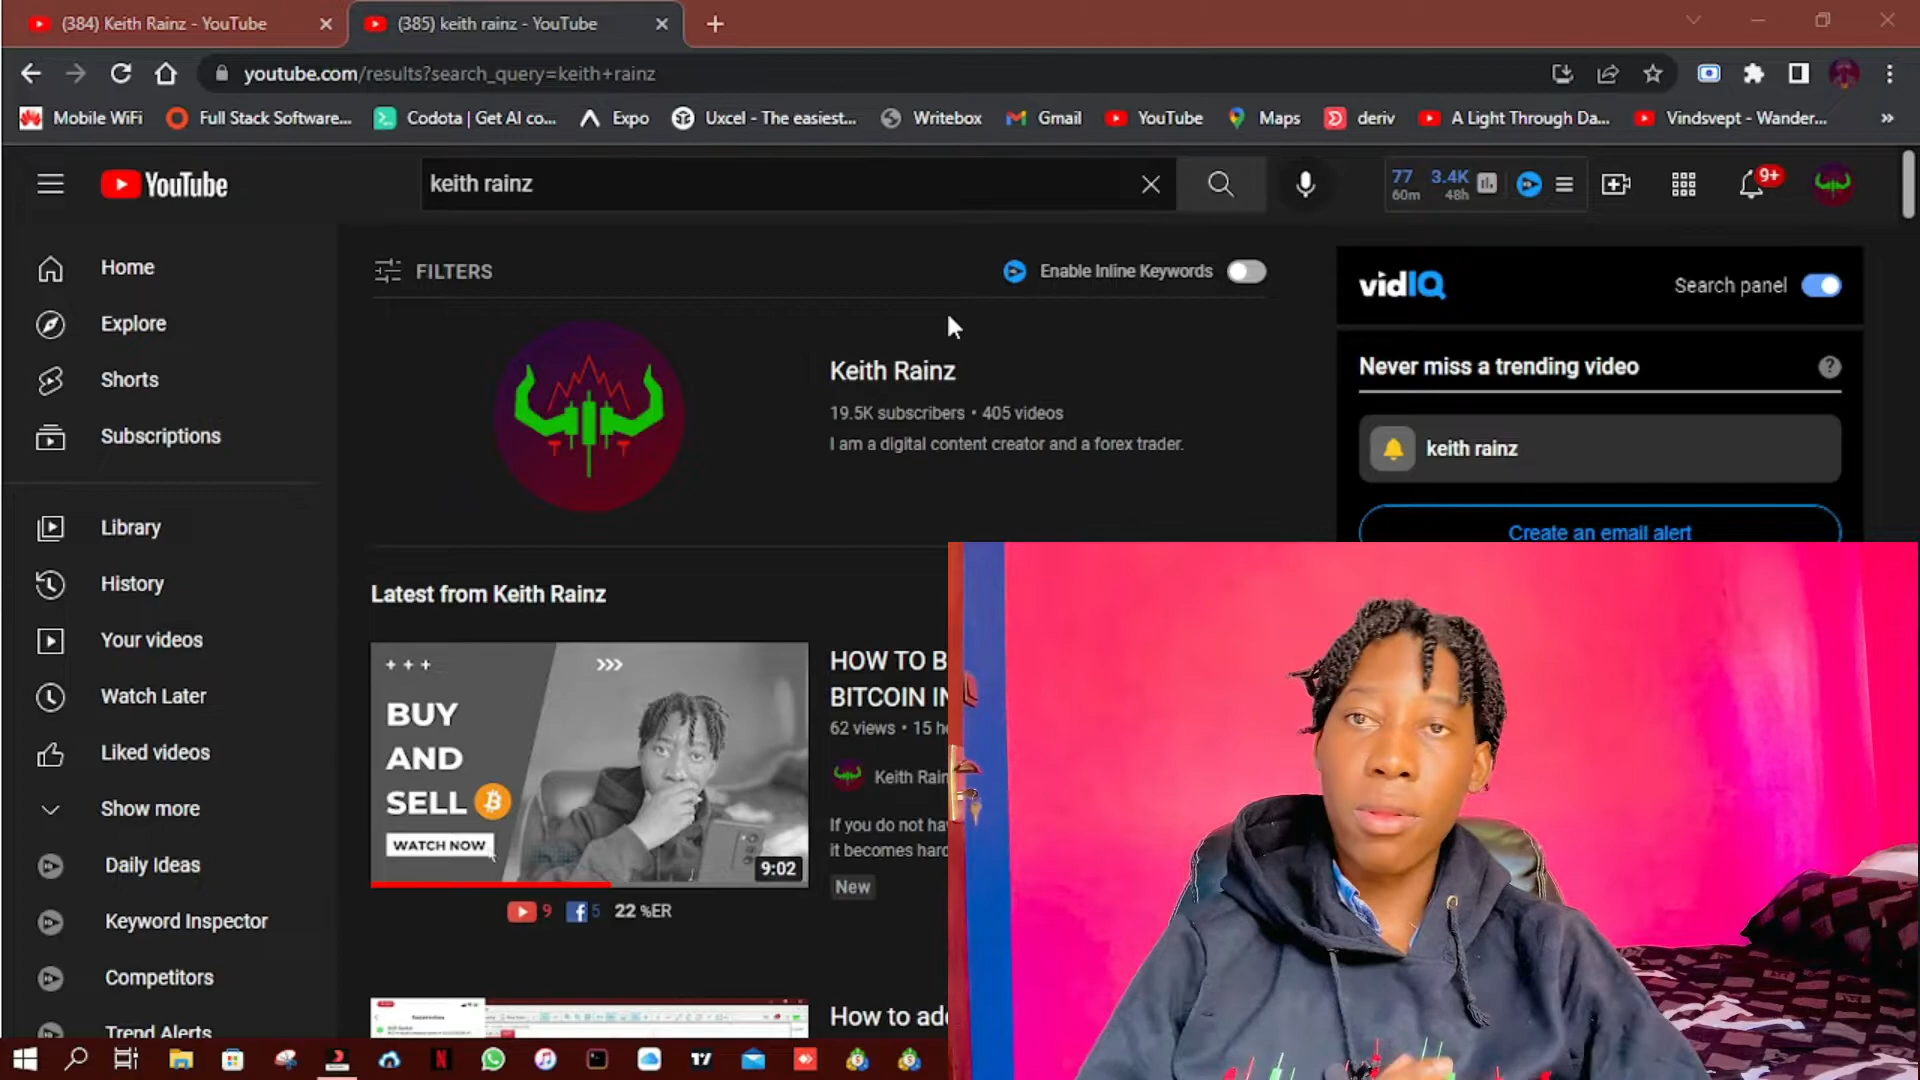 (384) Keith Rainz - YouTube
(385) keith rainz - YouTube
youtube.com/results?search_query=keith+rainz
Mobile WiFi
Full Stack Software...
Codota | Get AI co...
Expo
Uxcel - The easiest...
Writebox
Gmail
YouTube
Maps
deriv
A Light Through Da...
Vindsvept - Wander...
»
YouTube
keith rainz
77
60m
3.4K
48h
9+
Home
Explore
Shorts
Subscriptions
Library
History
Your videos
Watch Later
Liked videos
Show more
Daily Ideas
Keyword Inspector
Competitors
Trend Alerts
FILTERS
Enable Inline Keywords
Keith Rainz
19.5K subscribers • 405 videos
I am a digital content creator and a forex trader.
Latest from Keith Rainz
+ + +
>>>
BUY
AND
SELL
WATCH NOW
9:02
9
5
22 %ER
HOW TO B
BITCOIN IN
62 views • 15 h
Keith Rain
If you do not ha
it becomes hard
New
How to add
vidIQ
Search panel
Never miss a trending video
?
keith rainz
Create an email alert